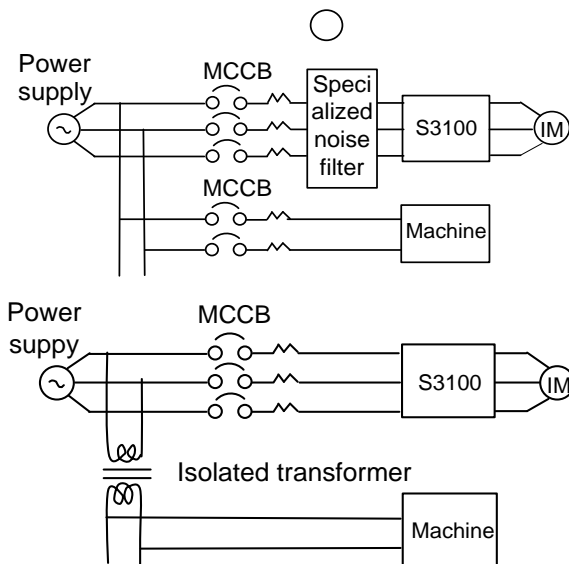 Power
supply
MCCB
Speci
alized
noise
filter
S3100
IM
MCCB
Machine
Power
suppy
MCCB
S3100
IM
Isolated transformer
Machine